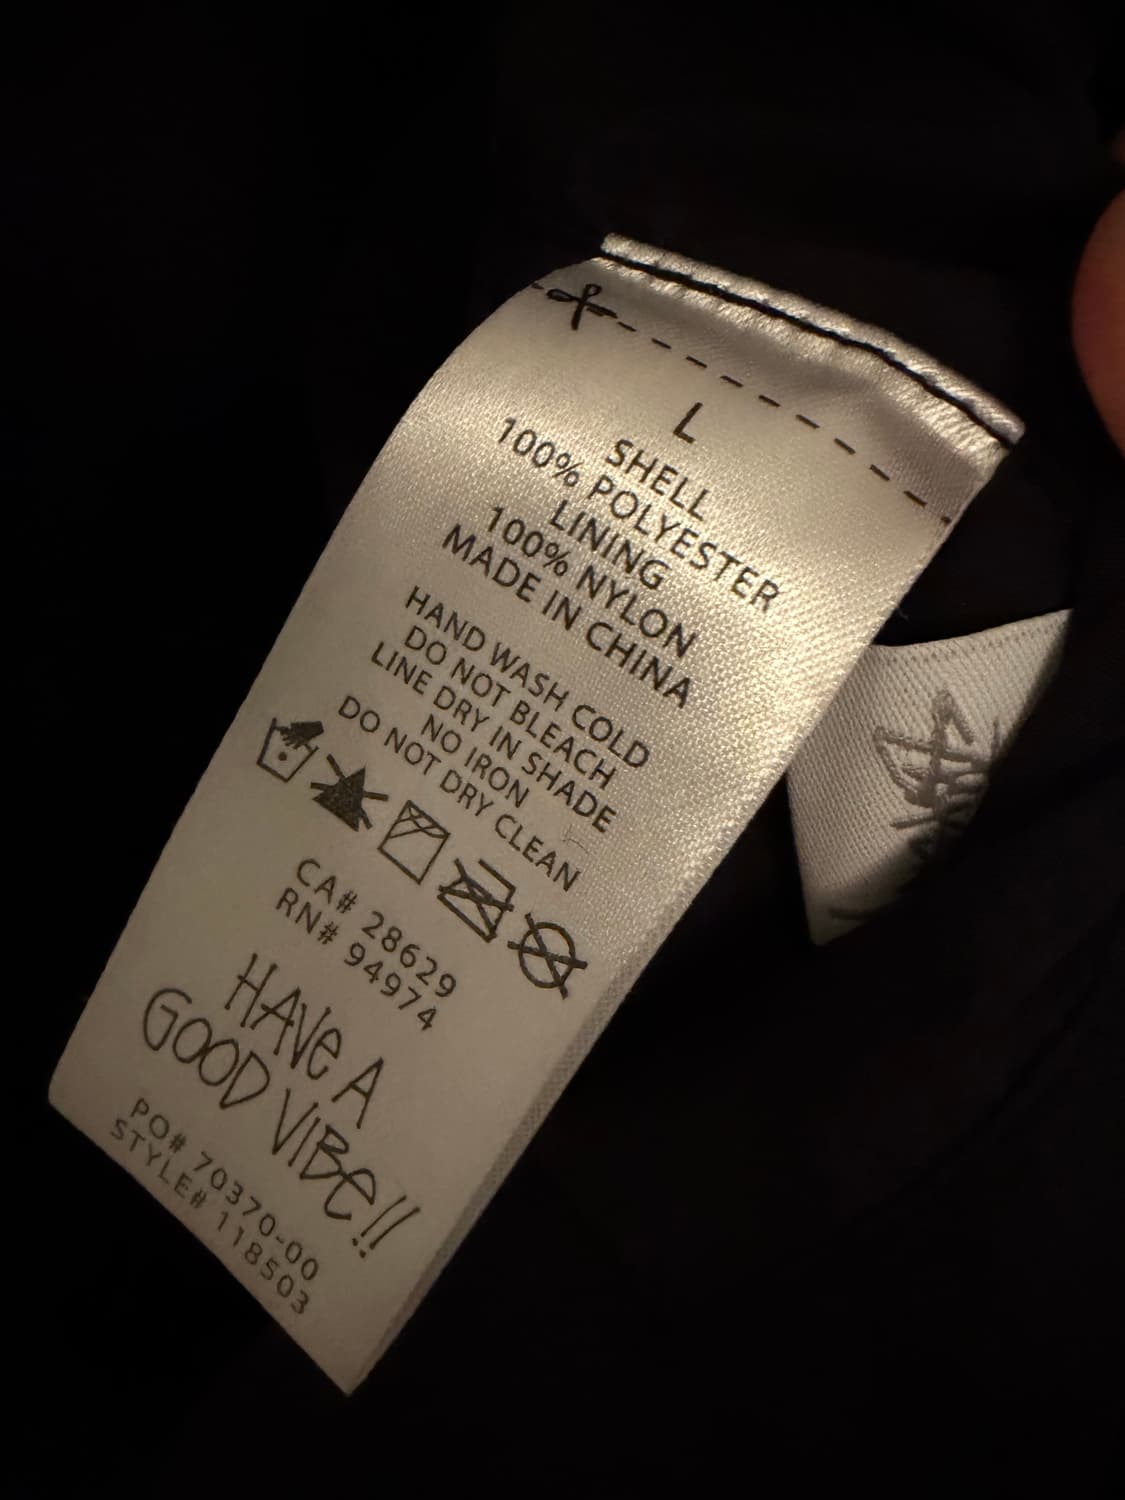 L
SHELL
100% POLYESTER
LINING
100% NYLON
MADE IN CHINA
HAND WASH COLD
DO NOT BLEACH
LINE DRY IN SHADE
NO IRON
DO NOT DRY CLEAN
CA# 28629
RN# 94974
HAVE A
GOOD VIBE!!
PO# 70370-00
STYLE# 118503